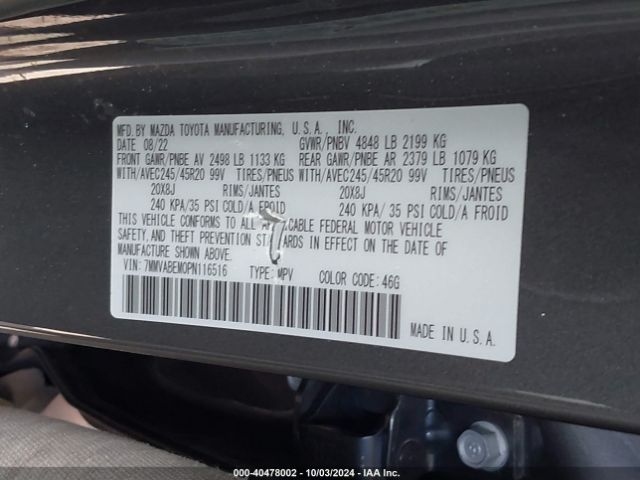 MFD. BY MAZDA TOYOTA MANUFACTURING, U.S.A., INC.
DATE 08/22 GVWR/PNBV 4848 LB 2199 KG
FRONT GAWR/PNBE AV 2498 LB 1133 KG REAR GAWR/PNBE AR 2379 LB 1079 KG
WITH/AVEC245/45R20 99V TIRES/PNEUS WITH/AVEC245/45R20 99V TIRES/PNEUS
20X8J RIMS/JANTES 20X8J RIMS/JANTES
240 KPA/35 PSI COLD/A FROID 240 KPA/ 35 PSI COLD/A FROID
THIS VEHICLE CONFORMS TO ALL FEDERAL MOTOR VEHICLE
SAFETY, AND THEFT PREVENTION IN EFFECT ON THE DATE OF
MANUFACTURE SHOWN ABOVE.
VIN: 7MMVABEM0PN116516 TYPE: MPV COLOR CODE: 46G
MADE IN U.S.A.
000-40478002 - 10/03/2024 - IAA Inc.